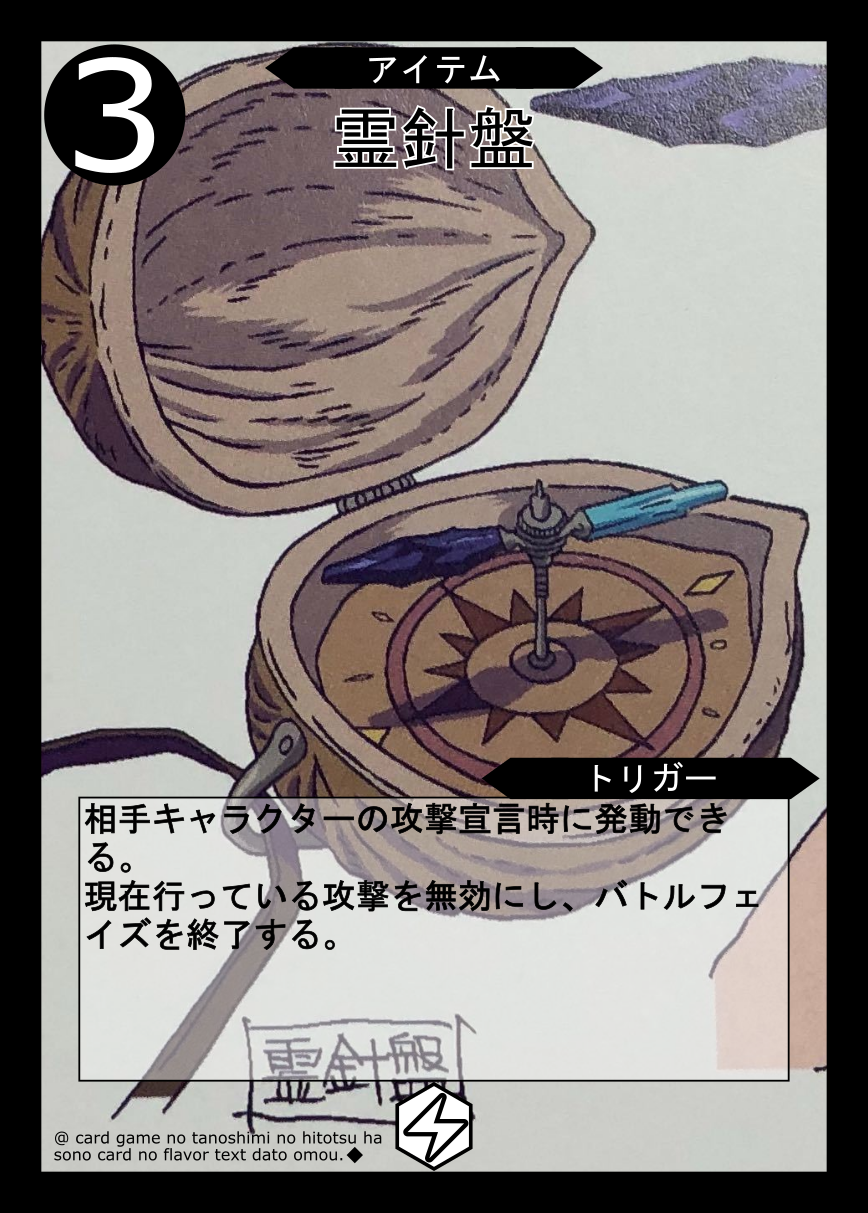 3
アイテム
霊針盤
トリガー
相手キャラクターの攻撃宣言時に発動でき
る。
現在行っている攻撃を無効にし、バトルフェ
イズを終了する。
霊針盤
@ card game no tanoshimi no hitotsu ha
sono card no flavor text dato omou.◆